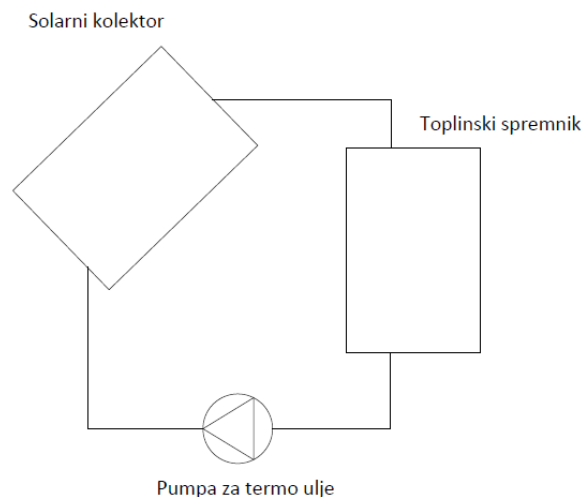 Solarni kolektor
Toplinski spremnik
Pumpa za termo ulje